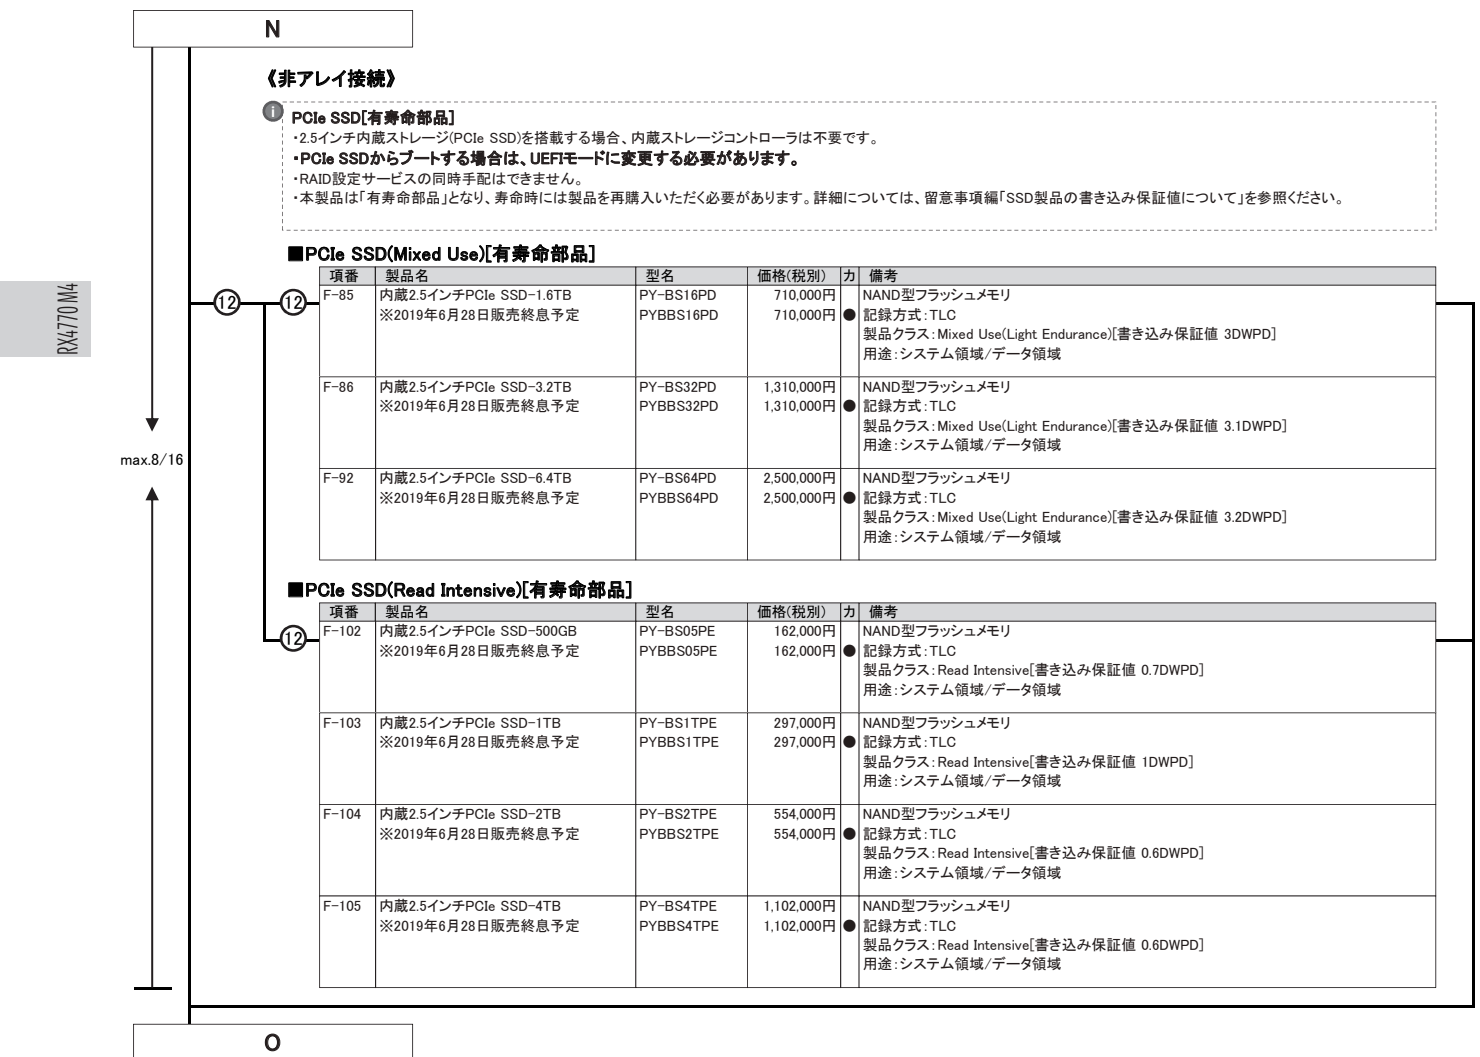 N
《非アレイ接続》
i
PCIe SSD[有寿命部品]
・2.5インチ内蔵ストレージ(PCIe SSD)を搭載する場合、内蔵ストレージコントローラは不要です。
・PCIe SSDからブートする場合は、UEFIモードに変更する必要があります。
・RAID設定サービスの同時手配はできません。
・本製品は「有寿命部品」となり、寿命時には製品を再購入いただく必要があります。詳細については、留意事項編「SSD製品の書き込み保証値について」を参照ください。
RX4770 M4
max.8/16
⑫ ⑫
■PCIe SSD(Mixed Use)[有寿命部品]
項番 製品名 型名 価格(税別) カ 備考
F-85 内蔵2.5インチPCIe SSD-1.6TB PY-BS16PD 710,000円 NAND型フラッシュメモリ
※2019年6月28日販売終息予定 PYBBS16PD 710,000円 ● 記録方式:TLC
製品クラス:Mixed Use(Light Endurance)[書き込み保証値 3DWPD]
用途:システム領域/データ領域
F-86 内蔵2.5インチPCIe SSD-3.2TB PY-BS32PD 1,310,000円 NAND型フラッシュメモリ
※2019年6月28日販売終息予定 PYBBS32PD 1,310,000円 ● 記録方式:TLC
製品クラス:Mixed Use(Light Endurance)[書き込み保証値 3.1DWPD]
用途:システム領域/データ領域
F-92 内蔵2.5インチPCIe SSD-6.4TB PY-BS64PD 2,500,000円 NAND型フラッシュメモリ
※2019年6月28日販売終息予定 PYBBS64PD 2,500,000円 ● 記録方式:TLC
製品クラス:Mixed Use(Light Endurance)[書き込み保証値 3.2DWPD]
用途:システム領域/データ領域
■PCIe SSD(Read Intensive)[有寿命部品]
項番 製品名 型名 価格(税別) カ 備考
⑫
F-102 内蔵2.5インチPCIe SSD-500GB PY-BS05PE 162,000円 NAND型フラッシュメモリ
※2019年6月28日販売終息予定 PYBBS05PE 162,000円 ● 記録方式:TLC
製品クラス:Read Intensive[書き込み保証値 0.7DWPD]
用途:システム領域/データ領域
F-103 内蔵2.5インチPCIe SSD-1TB PY-BS1TPE 297,000円 NAND型フラッシュメモリ
※2019年6月28日販売終息予定 PYBBS1TPE 297,000円 ● 記録方式:TLC
製品クラス:Read Intensive[書き込み保証値 1DWPD]
用途:システム領域/データ領域
F-104 内蔵2.5インチPCIe SSD-2TB PY-BS2TPE 554,000円 NAND型フラッシュメモリ
※2019年6月28日販売終息予定 PYBBS2TPE 554,000円 ● 記録方式:TLC
製品クラス:Read Intensive[書き込み保証値 0.6DWPD]
用途:システム領域/データ領域
F-105 内蔵2.5インチPCIe SSD-4TB PY-BS4TPE 1,102,000円 NAND型フラッシュメモリ
※2019年6月28日販売終息予定 PYBBS4TPE 1,102,000円 ● 記録方式:TLC
製品クラス:Read Intensive[書き込み保証値 0.6DWPD]
用途:システム領域/データ領域
O